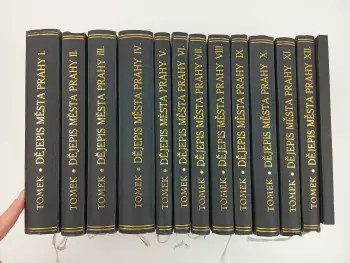 TOMEK • DĚJEPIS MĚSTA PRAHY I.
TOMEK • DĚJEPIS MĚSTA PRAHY II.
TOMEK • DĚJEPIS MĚSTA PRAHY III.
TOMEK • DĚJEPIS MĚSTA PRAHY IV.
TOMEK • DĚJEPIS MĚSTA PRAHY V.
TOMEK • DĚJEPIS MĚSTA PRAHY VI.
TOMEK • DĚJEPIS MĚSTA PRAHY VII.
TOMEK • DĚJEPIS MĚSTA PRAHY VIII.
TOMEK • DĚJEPIS MĚSTA PRAHY IX
TOMEK • DĚJEPIS MĚSTA PRAHY X.
TOMEK • DĚJEPIS MĚSTA PRAHY XI.
TOMEK • DĚJEPIS MĚSTA PRAHY XII